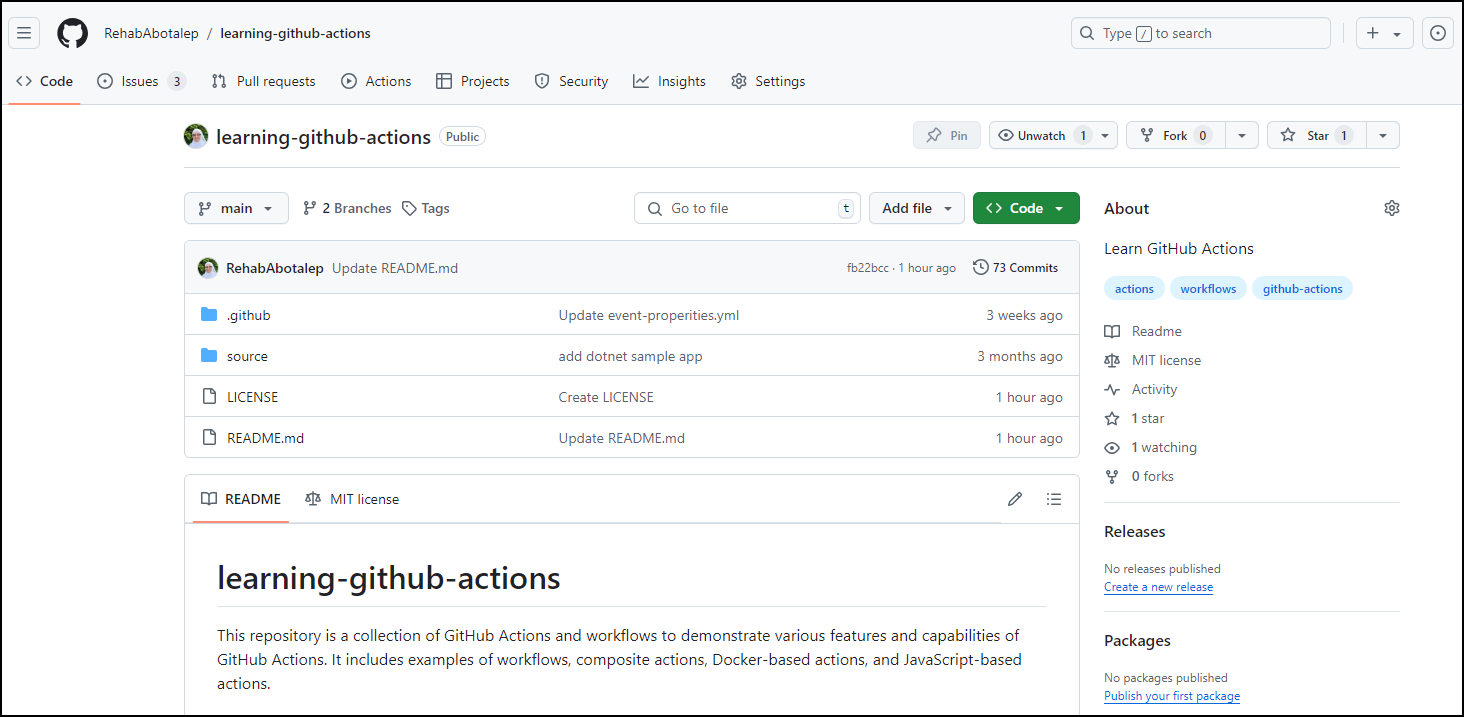 RehabAbotalep / learning-github-actions Type / to search
Code Issues 3 Pull requests Actions Projects Security Insights Settings
learning-github-actions Public Pin Unwatch 1 Fork 0 Star 1
main 2 Branches Tags Go to file t Add file Code
RehabAbotalep Update README.md fb22bcc · 1 hour ago 73 Commits
.github Update event-properities.yml 3 weeks ago
source add dotnet sample app 3 months ago
LICENSE Create LICENSE 1 hour ago
README.md Update README.md 1 hour ago
README MIT license
learning-github-actions
This repository is a collection of GitHub Actions and workflows to demonstrate various features and capabilities of
GitHub Actions. It includes examples of workflows, composite actions, Docker-based actions, and JavaScript-based
actions.
About
Learn GitHub Actions
actions workflows github-actions
Readme
MIT license
Activity
1 star
1 watching
0 forks
Releases
No releases published
Create a new release
Packages
No packages published
Publish your first package